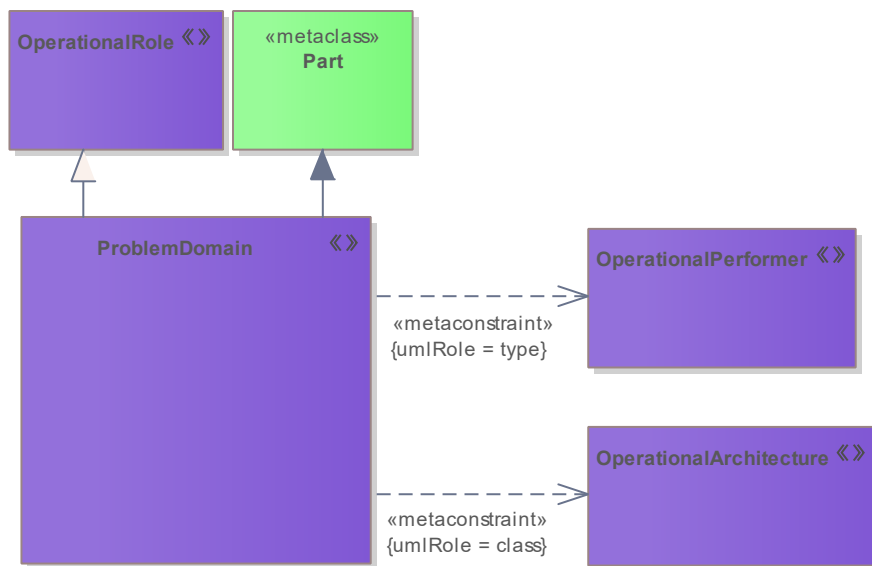 OperationalRole «»
«metaclass»
Part
ProblemDomain «»
OperationalPerformer «»
«metaconstraint»
{umlRole = type}
OperationalArchitecture «»
«metaconstraint»
{umlRole = class}